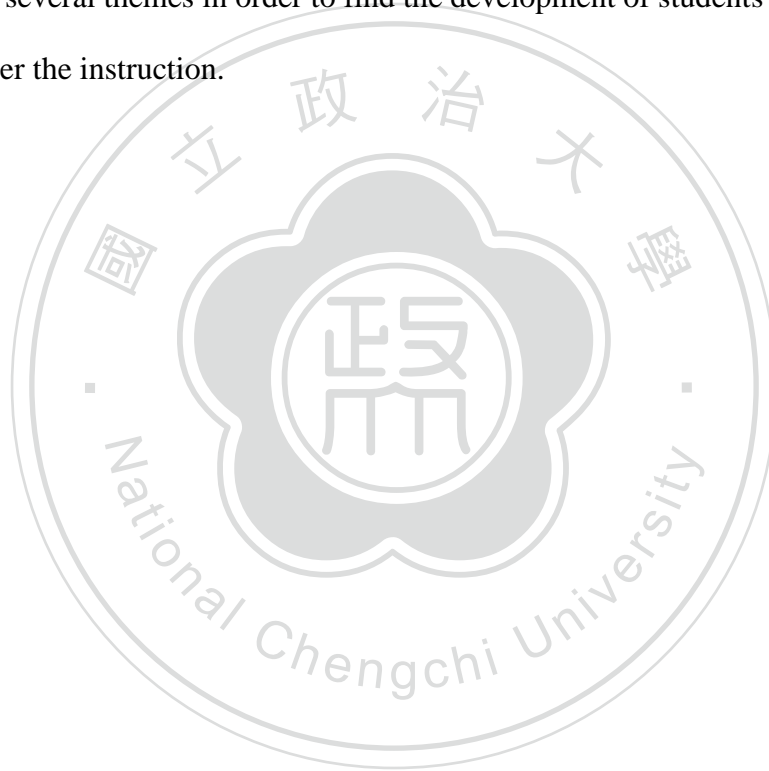 several themes in order to find the development of students
er the instruction.
國立政治大學
政大
National Chengchi University